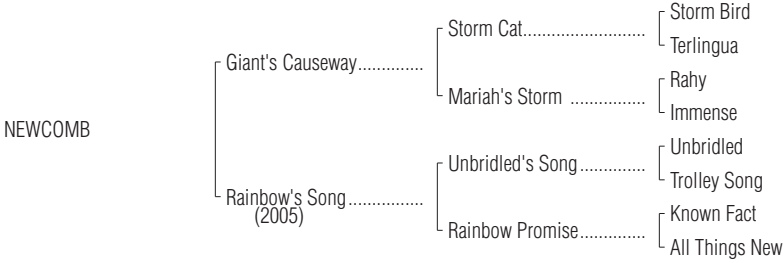 Storm Bird
Storm Cat.........................
Terlingua
Giant's Causeway..............
Rahy
Mariah's Storm ................
Immense
NEWCOMB
Unbridled
Unbridled's Song..............
Trolley Song
Rainbow's Song................
(2005)
Known Fact
Rainbow Promise..............
All Things New